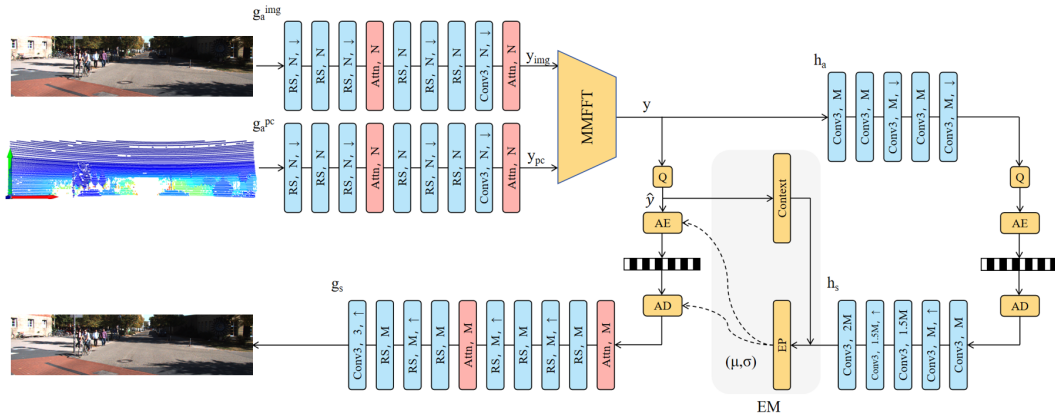 g_a^img
RS, N, ↓
RS, N
RS, N, ↓
Attn, N
RS, N
RS, N, ↓
RS, N
Conv3, N, ↓
Attn, N
y_img
g_a^pc
RS, N, ↓
RS, N
RS, N, ↓
Attn, N
RS, N
RS, N, ↓
RS, N
Conv3, N, ↓
Attn, N
y_pc
MMFFT
y
h_a
Conv3, M
Conv3, M
Conv3, M, ↓
Conv3, M
Conv3, M, ↓
Q
ŷ
AE
AD
Context
EP
(μ,σ)
EM
Q
AE
AD
h_s
Conv3, 2M
Conv3, 1.5M, ↑
Conv3, 1.5M
Conv3, M, ↑
Conv3, M
g_s
Conv3, 3, ↑
RS, M
RS, M, ↑
RS, M
Attn, M
RS, M, ↑
RS, M
RS, M, ↑
RS, M
Attn, M